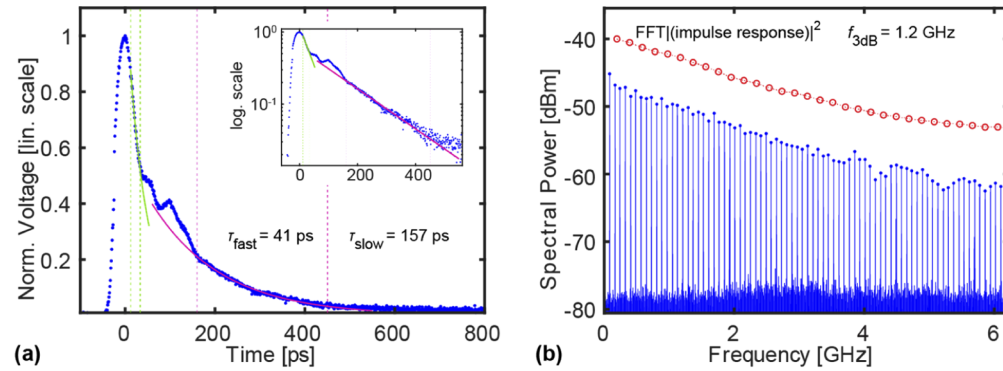 Norm. Voltage [lin. scale]
1
0.8
0.6
0.4
0.2
0
200
400
600
800
Time [ps]
τfast = 41 ps
τslow = 157 ps
log. scale
10⁰
10⁻¹
0
200
400
(a)
Spectral Power [dBm]
-40
-50
-60
-70
-80
0
2
4
6
Frequency [GHz]
FFT|(impulse response)|²
f3dB = 1.2 GHz
(b)